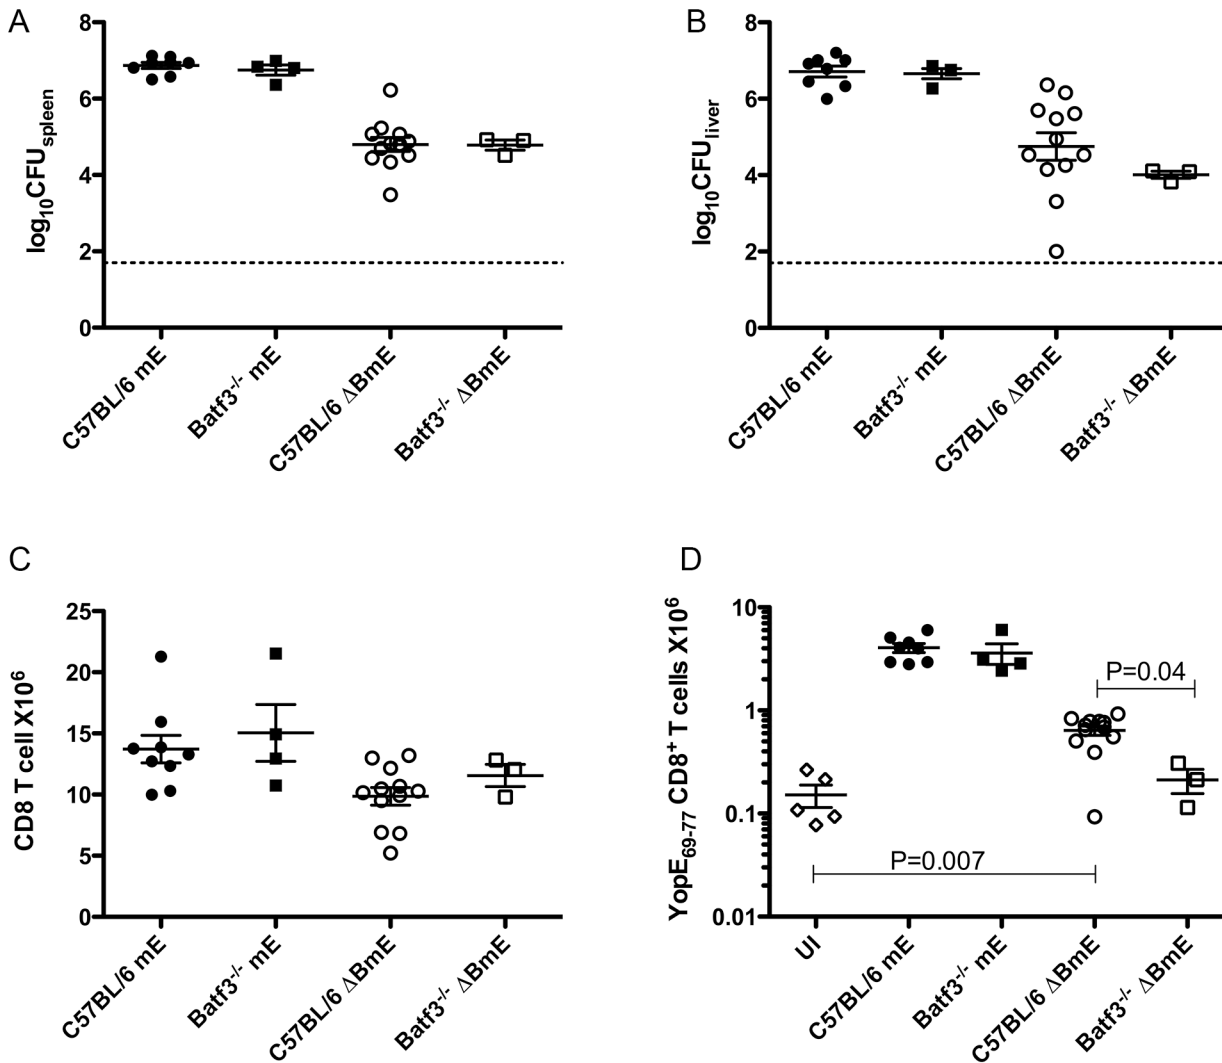 A
8
6
4
2
0
log₁₀CFU_spleen
C57BL/6 mE
Batf3⁻/⁻ mE
C57BL/6 ΔBmE
Batf3⁻/⁻ ΔBmE
B
8
6
4
2
0
log₁₀CFU_liver
C57BL/6 mE
Batf3⁻/⁻ mE
C57BL/6 ΔBmE
Batf3⁻/⁻ ΔBmE
C
25
20
15
10
5
0
CD8 T cell X10⁶
C57BL/6 mE
Batf3⁻/⁻ mE
C57BL/6 ΔBmE
Batf3⁻/⁻ ΔBmE
D
10
1
0.1
0.01
YopE₆₉₋₇₇ CD8⁺ T cells X10⁶
P=0.04
P=0.007
UI
C57BL/6 mE
Batf3⁻/⁻ mE
C57BL/6 ΔBmE
Batf3⁻/⁻ ΔBmE